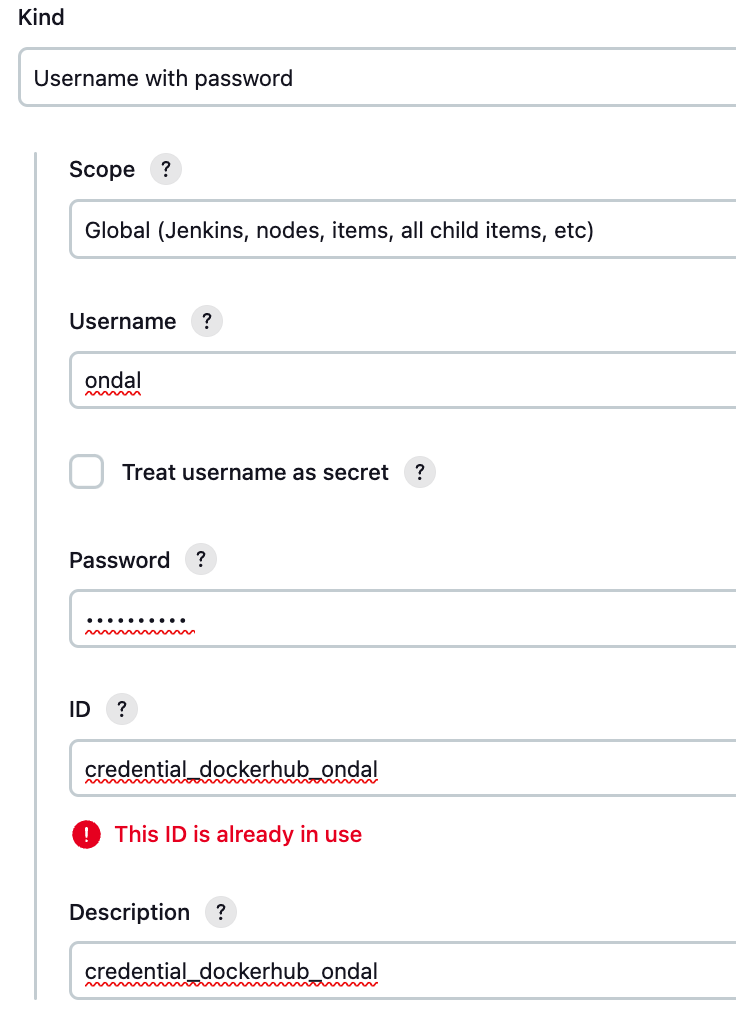 Kind
Username with password
Scope ?
Global (Jenkins, nodes, items, all child items, etc)
Username ?
ondal
Treat username as secret ?
Password ?
••••••••••
ID ?
credential_dockerhub_ondal
! This ID is already in use
Description ?
credential_dockerhub_ondal